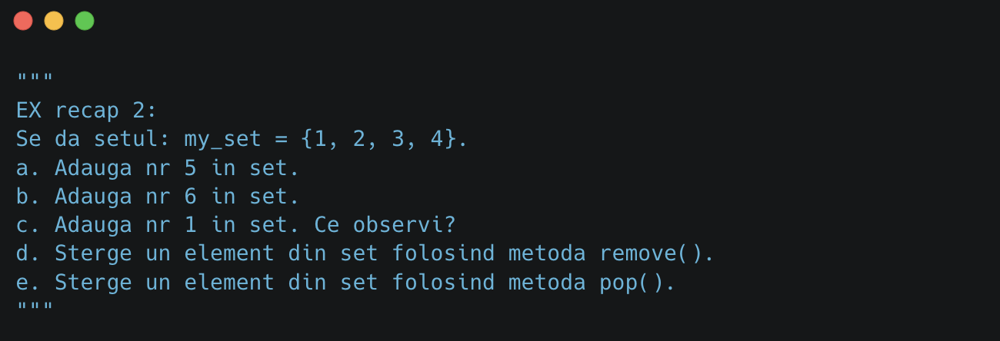 """
EX recap 2:
Se da setul: my_set = {1, 2, 3, 4}.
a. Adauga nr 5 in set.
b. Adauga nr 6 in set.
c. Adauga nr 1 in set. Ce observi?
d. Sterge un element din set folosind metoda remove().
e. Sterge un element din set folosind metoda pop().
"""